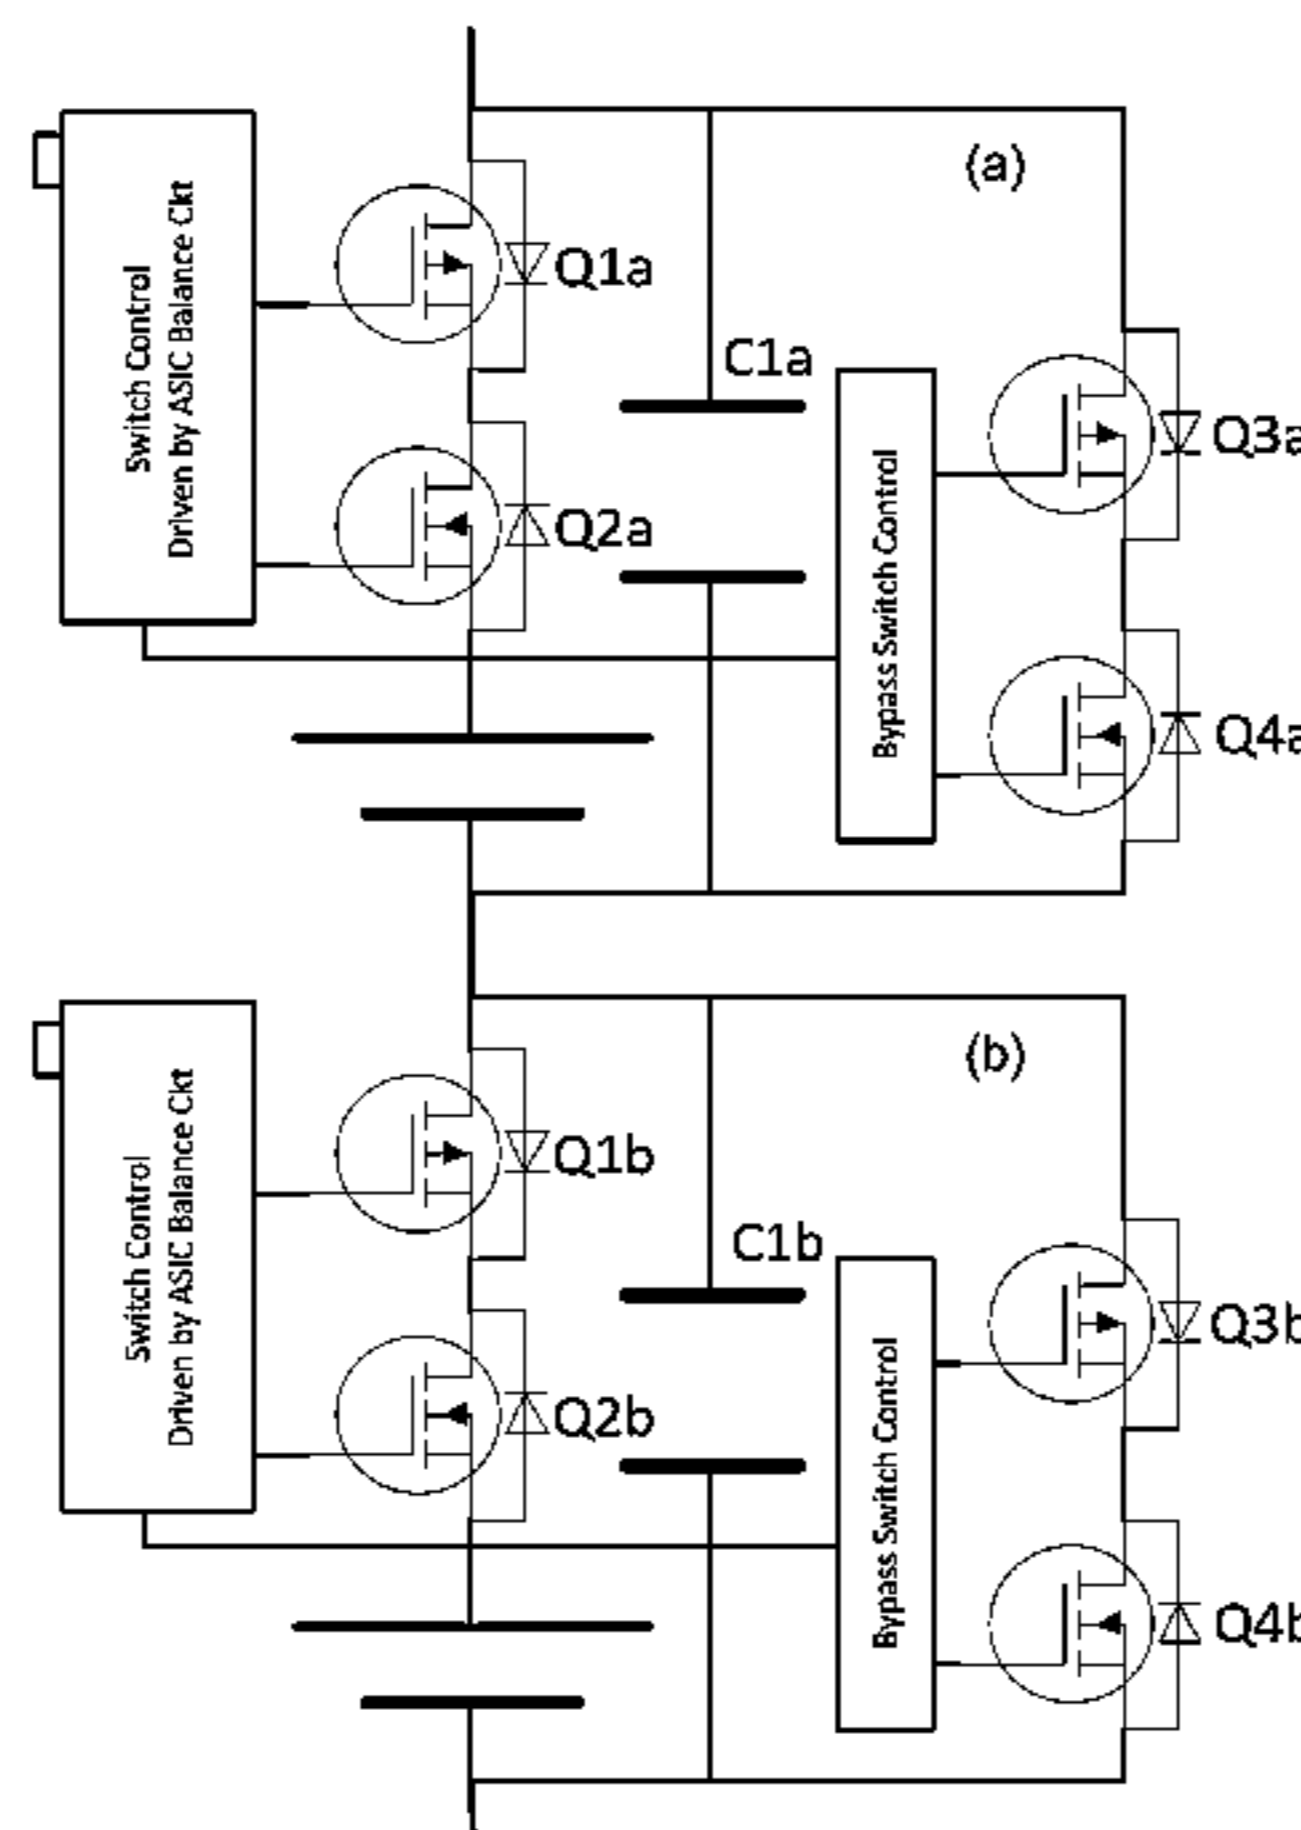 (a)
Switch Control
Driven by ASIC Balance Ckt
Q1a
C1a
Q3a
Q2a
Bypass Switch Control
Q4a
(b)
Switch Control
Driven by ASIC Balance Ckt
Q1b
C1b
Q3b
Q2b
Bypass Switch Control
Q4b